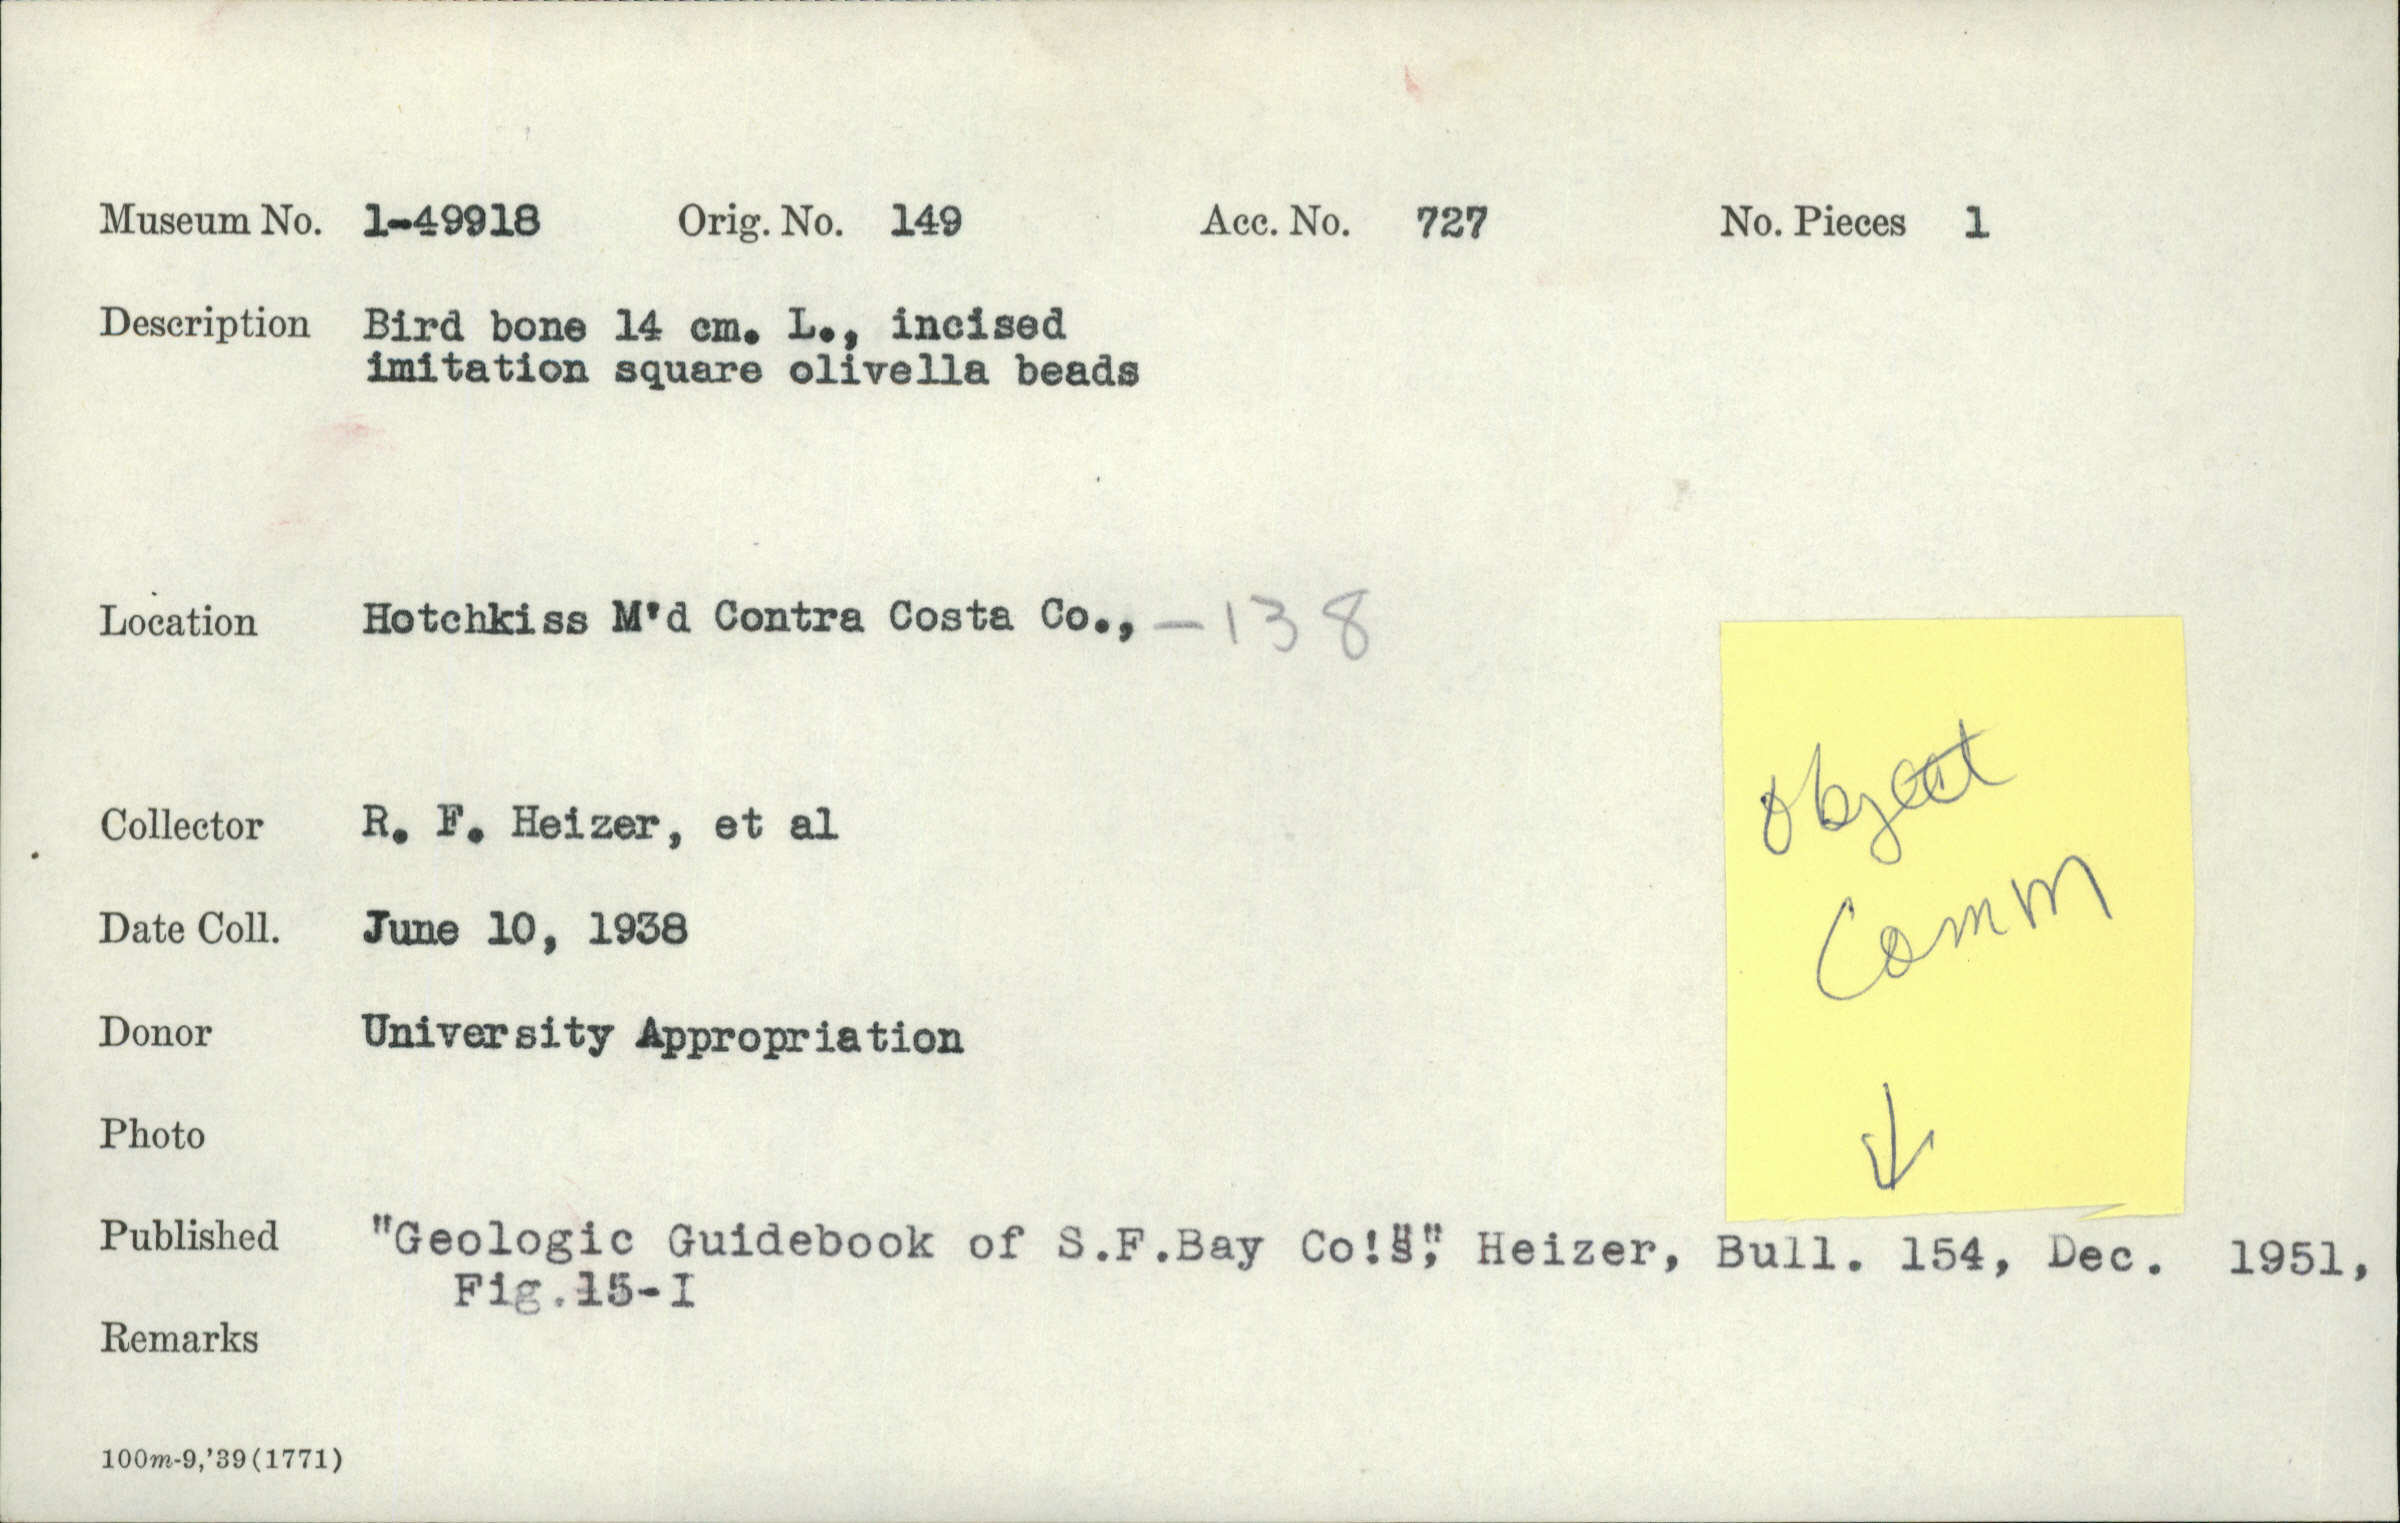 Museum No. 1-49918 Orig. No. 149 Acc. No. 727 No. Pieces 1
Description Bird bone 14 cm. L., incised
imitation square olivella beads
Location Hotchkiss M'd Contra Costa Co., -138
Collector R. F. Heizer, et al
Date Coll. June 10, 1938
Donor University Appropriation
Photo
Published "Geologic Guidebook of S.F.Bay Co!s", Heizer, Bull. 154, Dec. 1951,
Fig.15-I
Remarks
100m-9,'39(1771)
object
Comm
↓